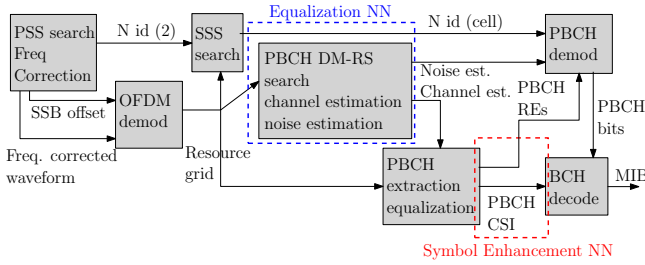 Equalization NN
PSS search
Freq
Correction
N id (2)
SSS
search
N id (cell)
PBCH
demod
PBCH DM-RS
search
channel estimation
noise estimation
Noise est.
Channel est.
OFDM
demod
SSB offset
PBCH
REs
PBCH
bits
Freq. corrected
waveform
Resource
grid
PBCH
extraction
equalization
PBCH
CSI
BCH
decode
MIB
Symbol Enhancement NN